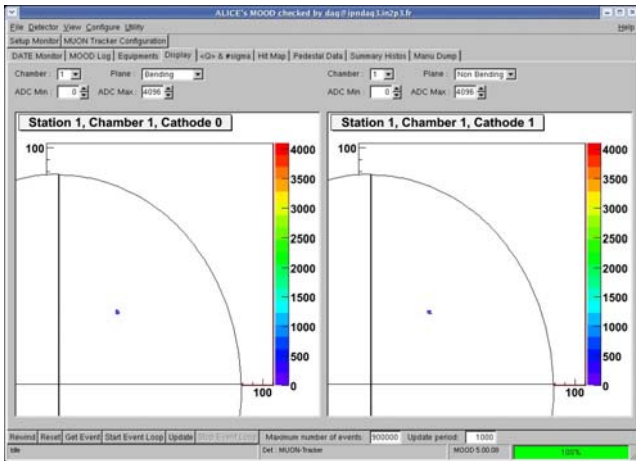 ALICE's MOOD checked by daq@ipndaq3.in2p3.fr
File Detector View Configure Utility Help
Setup Monitor MUON Tracker Configuration
DATE Monitor MOOD Log Equipments Display <Q> & #sigma Hit Map Pedestal Data Summary Histos Manu Dump
Chamber : 1 Plane : Bending Chamber : 1 Plane : Non Bending
ADC Min : 0 ADC Max : 4096 ADC Min : 0 ADC Max : 4096
Station 1, Chamber 1, Cathode 0 Station 1, Chamber 1, Cathode 1
100 4000 100 4000
3500 3500
3000 3000
2500 2500
2000 2000
1500 1500
1000 1000
500 500
0 0
100 100
Rewind Reset Get Event Start Event Loop Update Stop Event Loop Maximum number of events: 900000 Update period: 1000
Idle Det : MUON-Tracker MOOD 5.00.08 100%